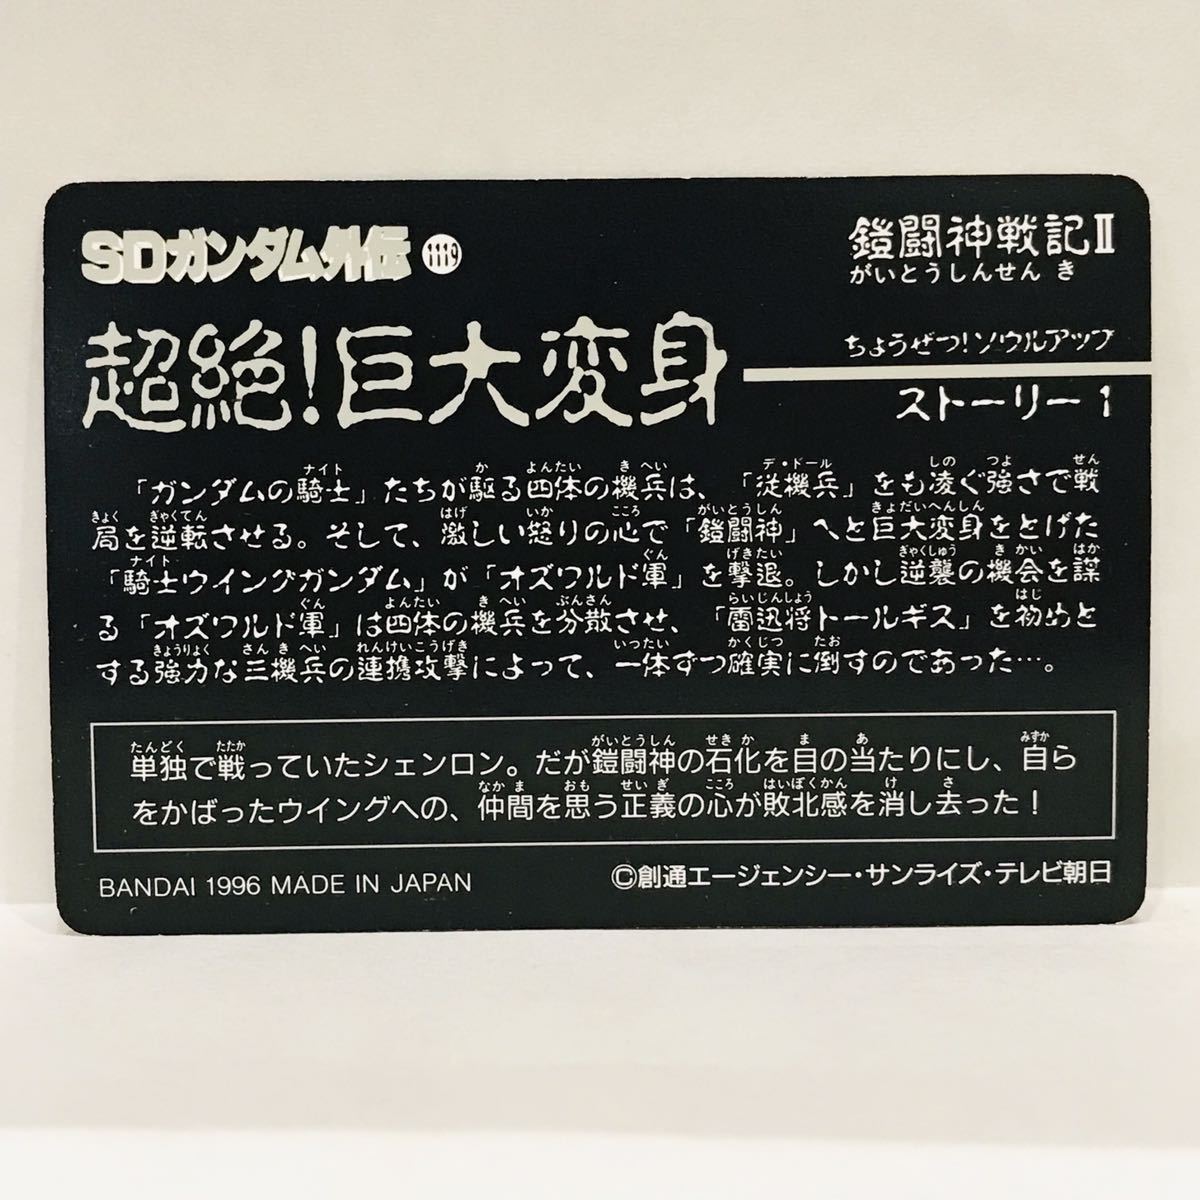 SDガンダム外伝 1119
鎧闘神戦記II
がいとうしんせんき
超絶!巨大変身
ちょうぜつ!ソウルアップ
ストーリー1
「ガンダムの騎士」たちが駆る四体の機兵は、「従機兵」をも凌ぐ強さで戦
局を逆転させる。そして、激しい怒りの心で「鎧闘神」へと巨大変身をとげた
「騎士ウイングガンダム」が「オズワルド軍」を撃退。しかし逆襲の機会を謀
る「オズワルド軍」は四体の機兵を分散させ、「雷迅将トールギス」を初めと
する強力な三機兵の連携攻撃によって、一体ずつ確実に倒すのであった…。
単独で戦っていたシェンロン。だが鎧闘神の石化を目の当たりにし、自ら
をかばったウイングへの、仲間を思う正義の心が敗北感を消し去った!
BANDAI 1996 MADE IN JAPAN
©創通エージェンシー・サンライズ・テレビ朝日